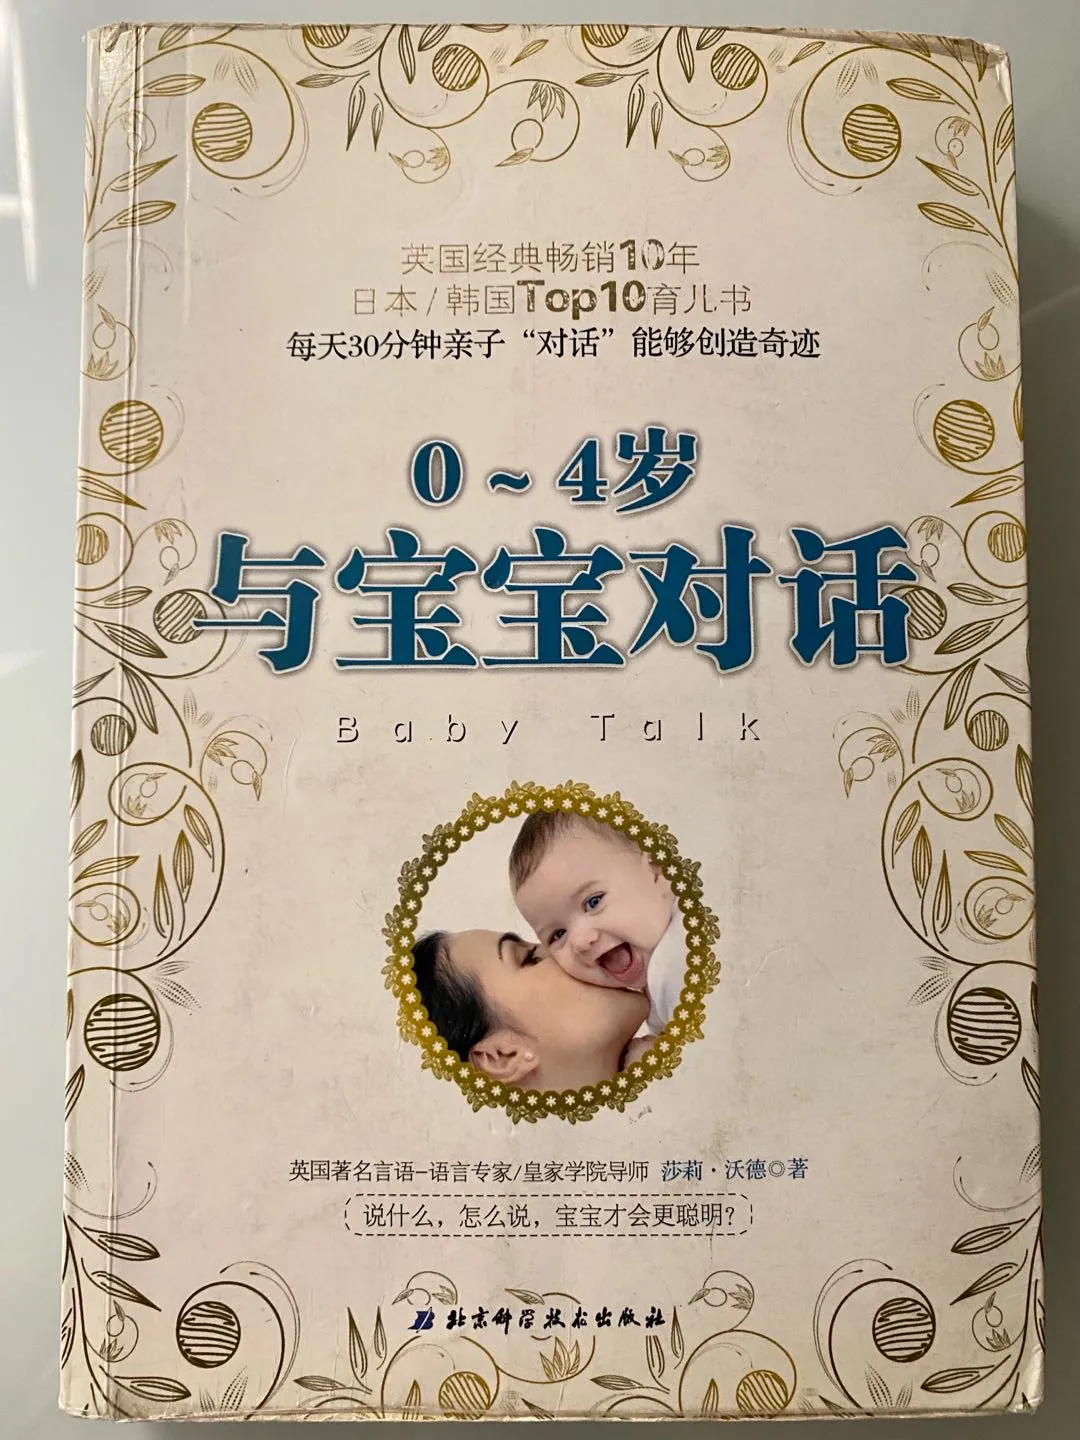 英国经典畅销10年
日本/韩国Top10育儿书
每天30分钟亲子“对话”能够创造奇迹
0~4岁
与宝宝对话
Baby Talk
英国著名言语-语言专家/皇家学院导师 莎莉·沃德◎著
说什么，怎么说，宝宝才会更聪明?
北京科学技术出版社